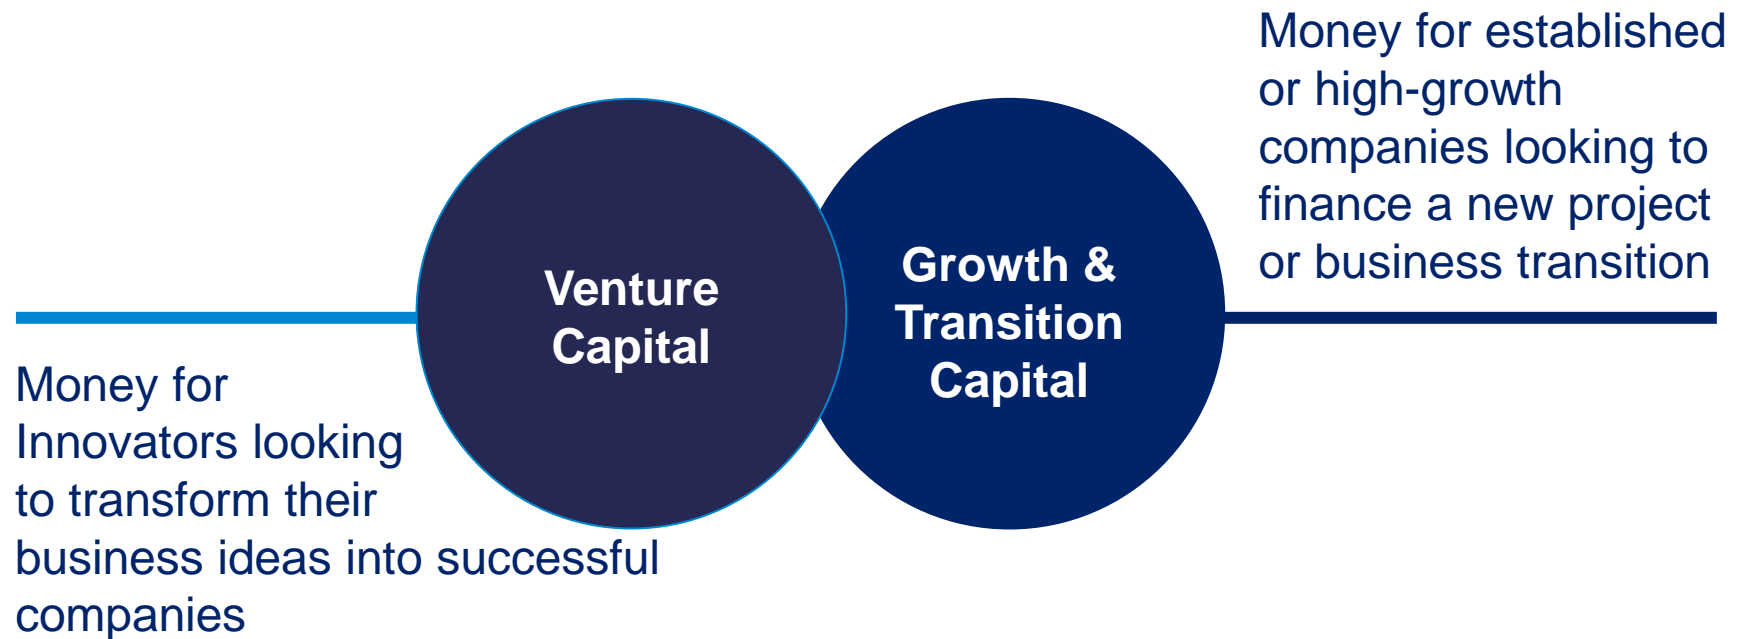 Money for established
or high-growth
companies looking to
finance a new project
or business transition
Venture
Capital
Growth &
Transition
Capital
Money for
Innovators looking
to transform their
business ideas into successful
companies